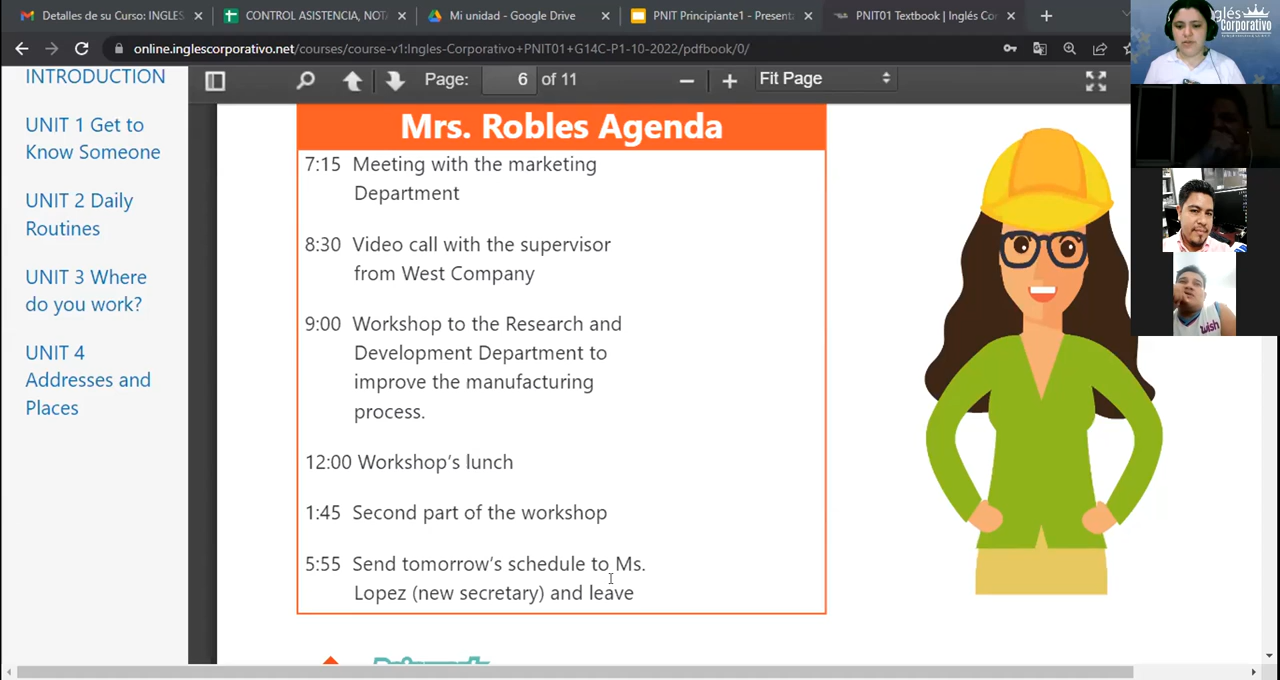 Detalles de su Curso: INGLES
CONTROL ASISTENCIA, NOT
Mi unidad - Google Drive
PNIT Principiante1 - Present
PNIT01 Textbook | Inglés Co
online.inglescorporativo.net/courses/course-v1:Ingles-Corporativo+PNIT01+G14C-P1-10-2022/pdfbook/0/
Inglés
Corporativo
INTRODUCTION
UNIT 1 Get to
Know Someone
UNIT 2 Daily
Routines
UNIT 3 Where
do you work?
UNIT 4
Addresses and
Places
Page: 6 of 11
Fit Page
Mrs. Robles Agenda
7:15 Meeting with the marketing
Department
8:30 Video call with the supervisor
from West Company
9:00 Workshop to the Research and
Development Department to
improve the manufacturing
process.
12:00 Workshop's lunch
1:45 Second part of the workshop
5:55 Send tomorrow's schedule to Ms.
Lopez (new secretary) and leave
wish